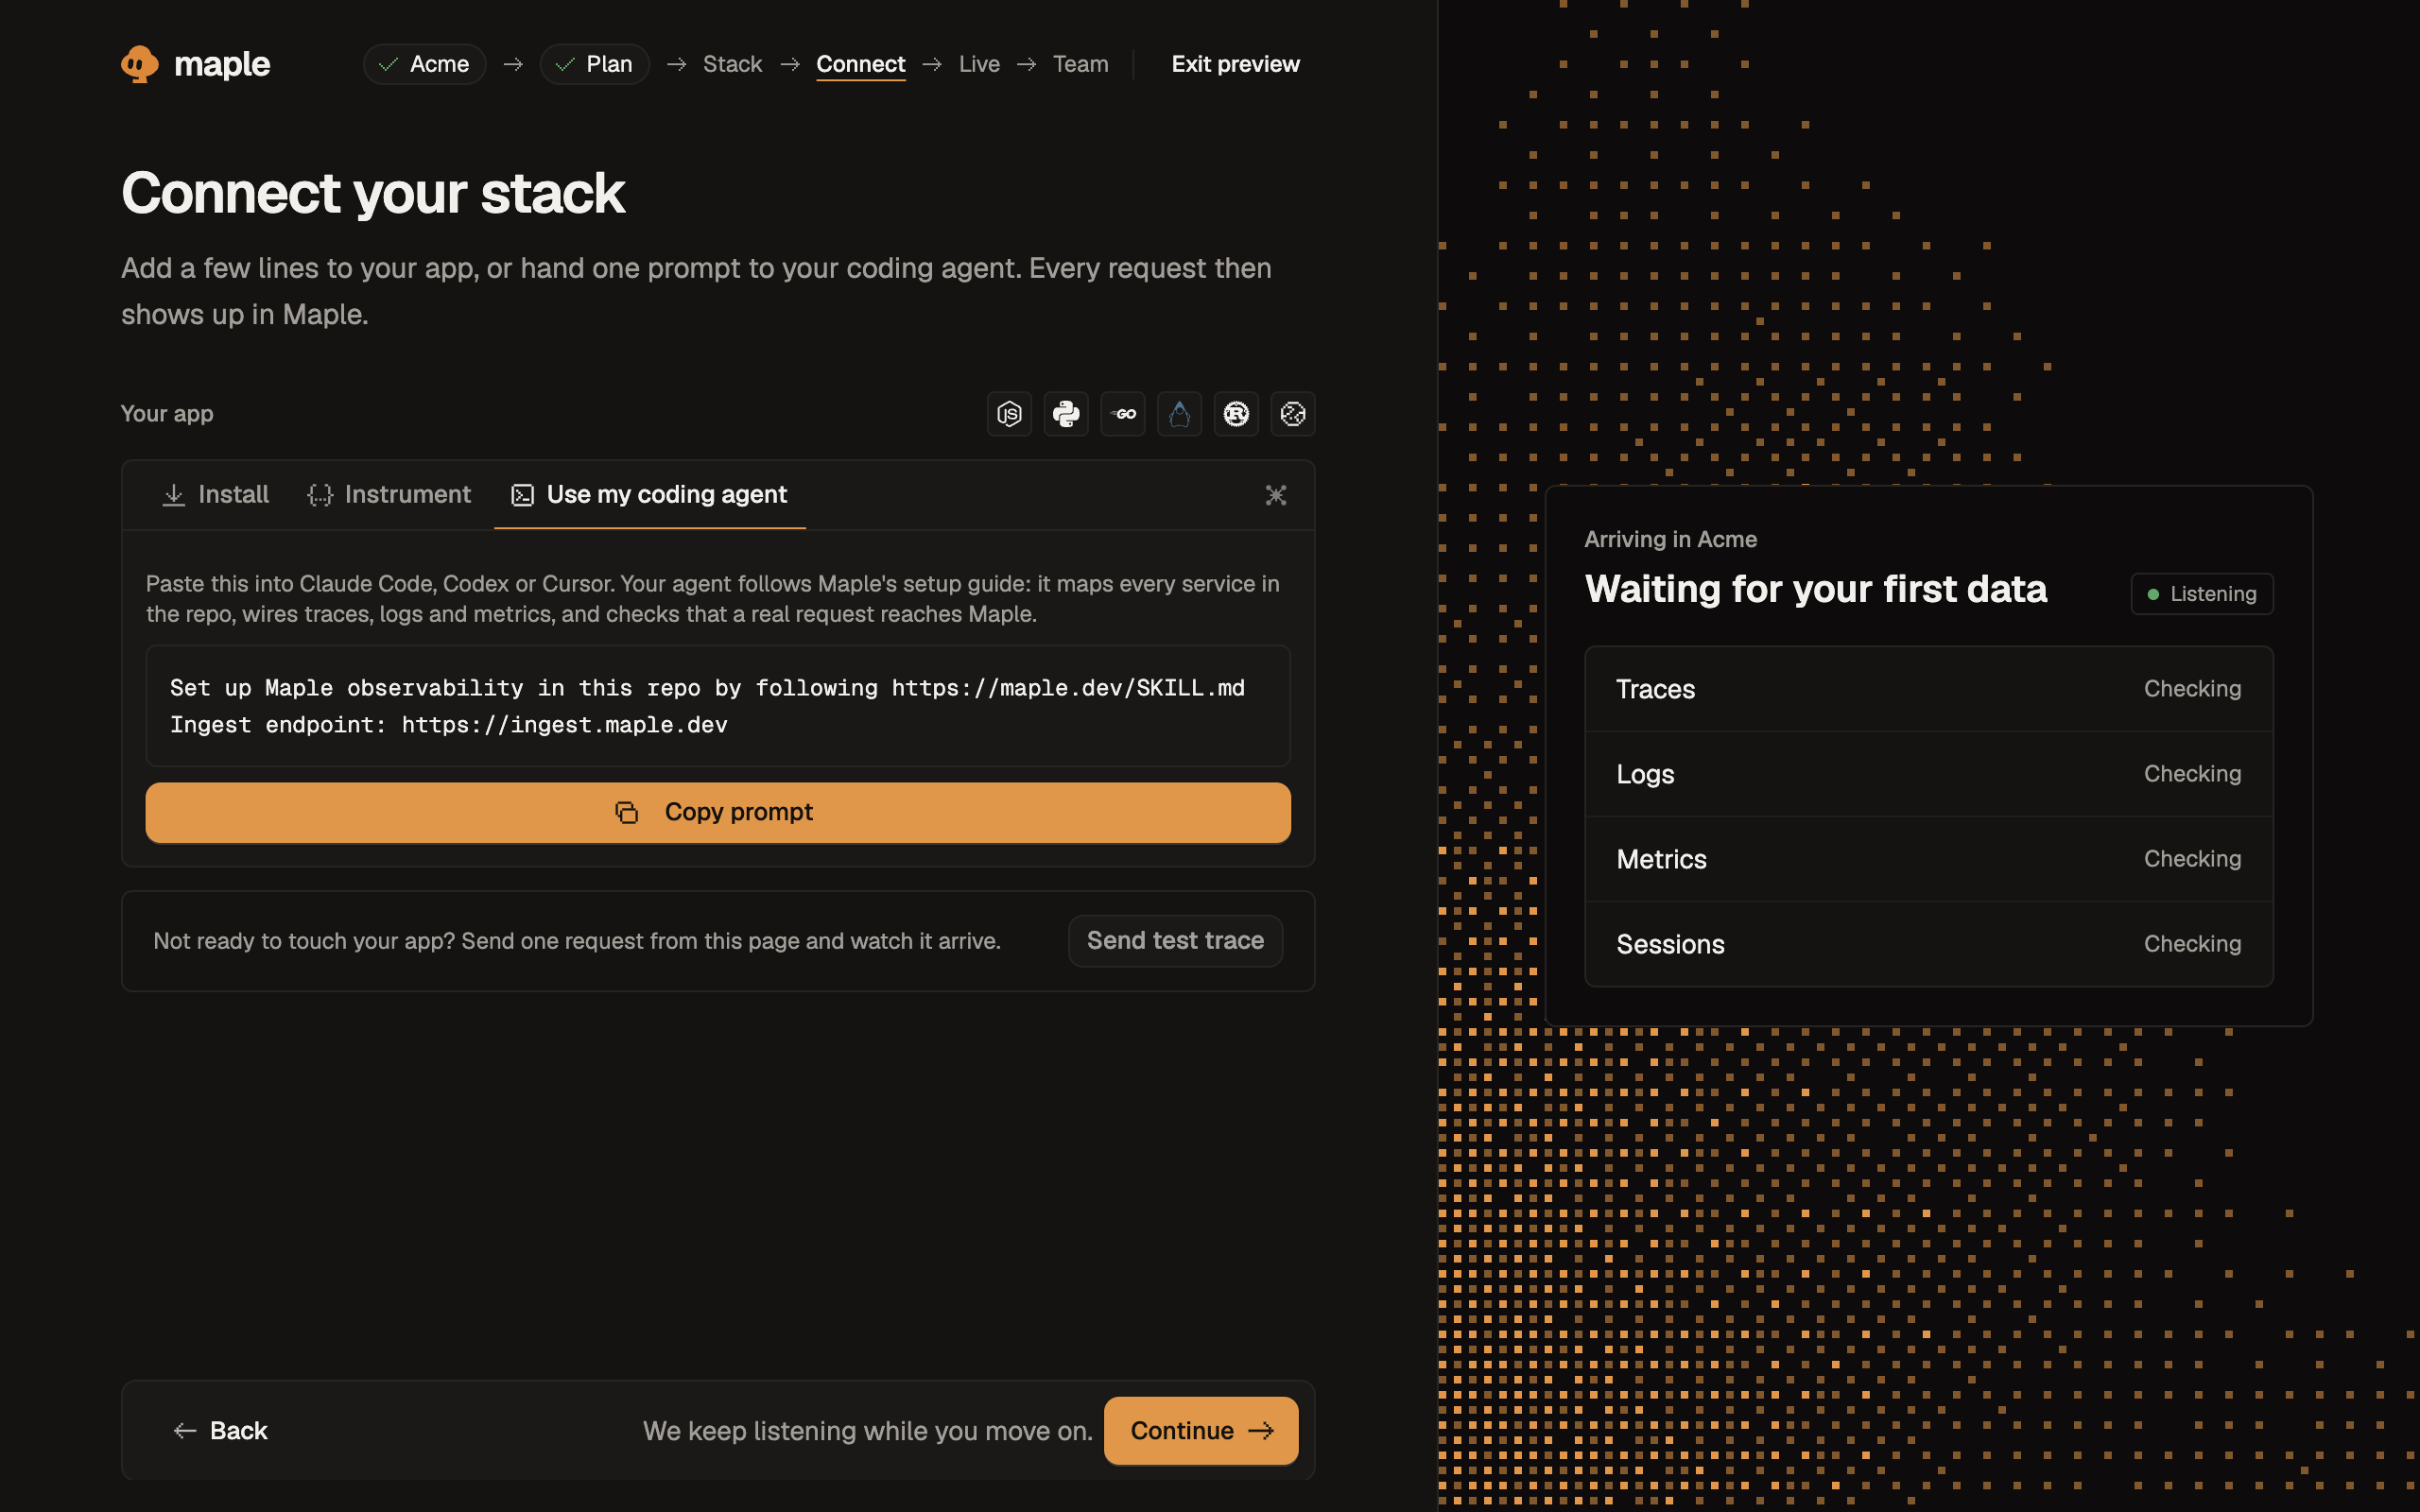 maple
Acme → Plan → Stack → Connect → Live → Team
Exit preview
Connect your stack
Add a few lines to your app, or hand one prompt to your coding agent. Every request then
shows up in Maple.
Your app
JS
GO
R
Install
Instrument
Use my coding agent
Paste this into Claude Code, Codex or Cursor. Your agent follows Maple's setup guide: it maps every service in
the repo, wires traces, logs and metrics, and checks that a real request reaches Maple.
Set up Maple observability in this repo by following https://maple.dev/SKILL.md
Ingest endpoint: https://ingest.maple.dev
Copy prompt
Not ready to touch your app? Send one request from this page and watch it arrive.
Send test trace
← Back
We keep listening while you move on.
Continue →
Arriving in Acme
Waiting for your first data
Listening
Traces Checking
Logs Checking
Metrics Checking
Sessions Checking